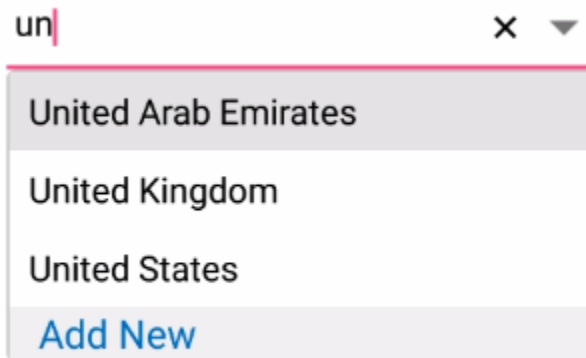 un
United Arab Emirates
United Kingdom
United States
Add New